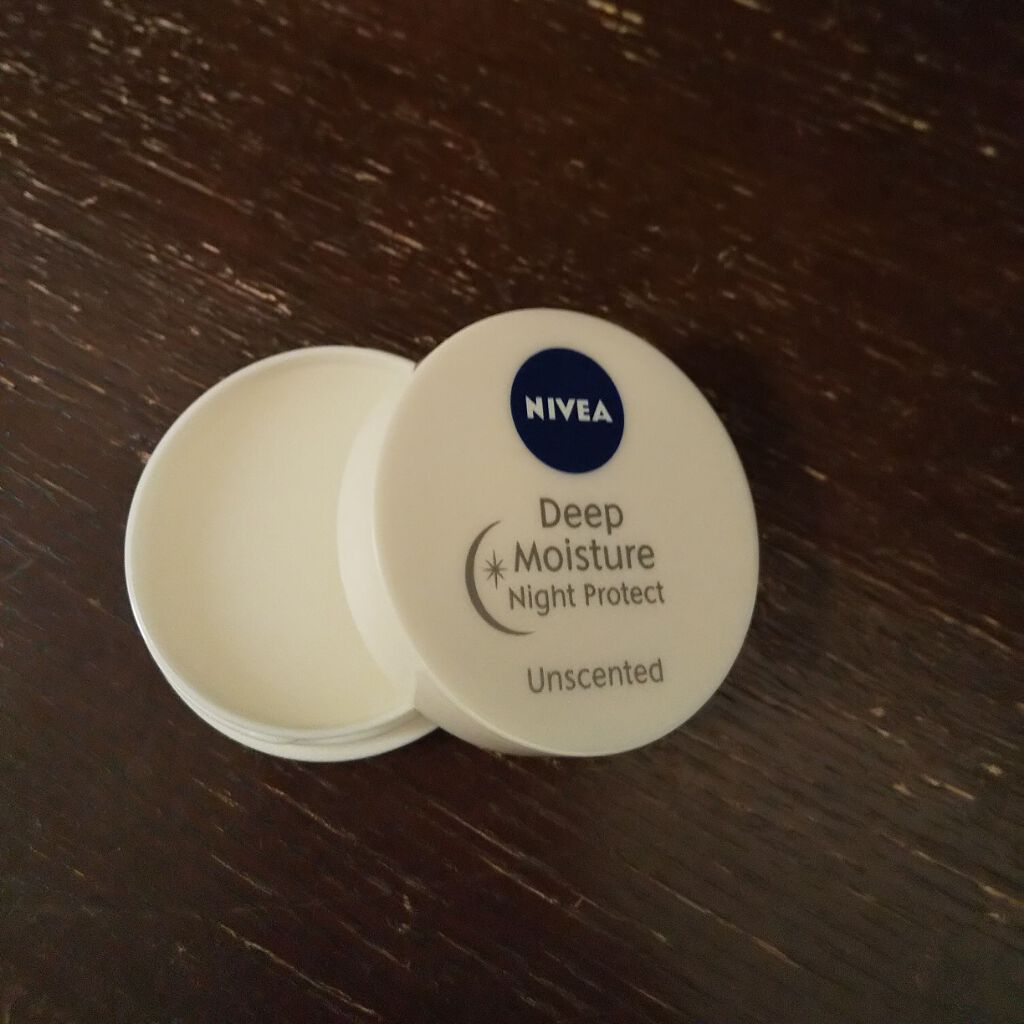 NIVEA
Deep
Moisture
Night Protect
Unscented